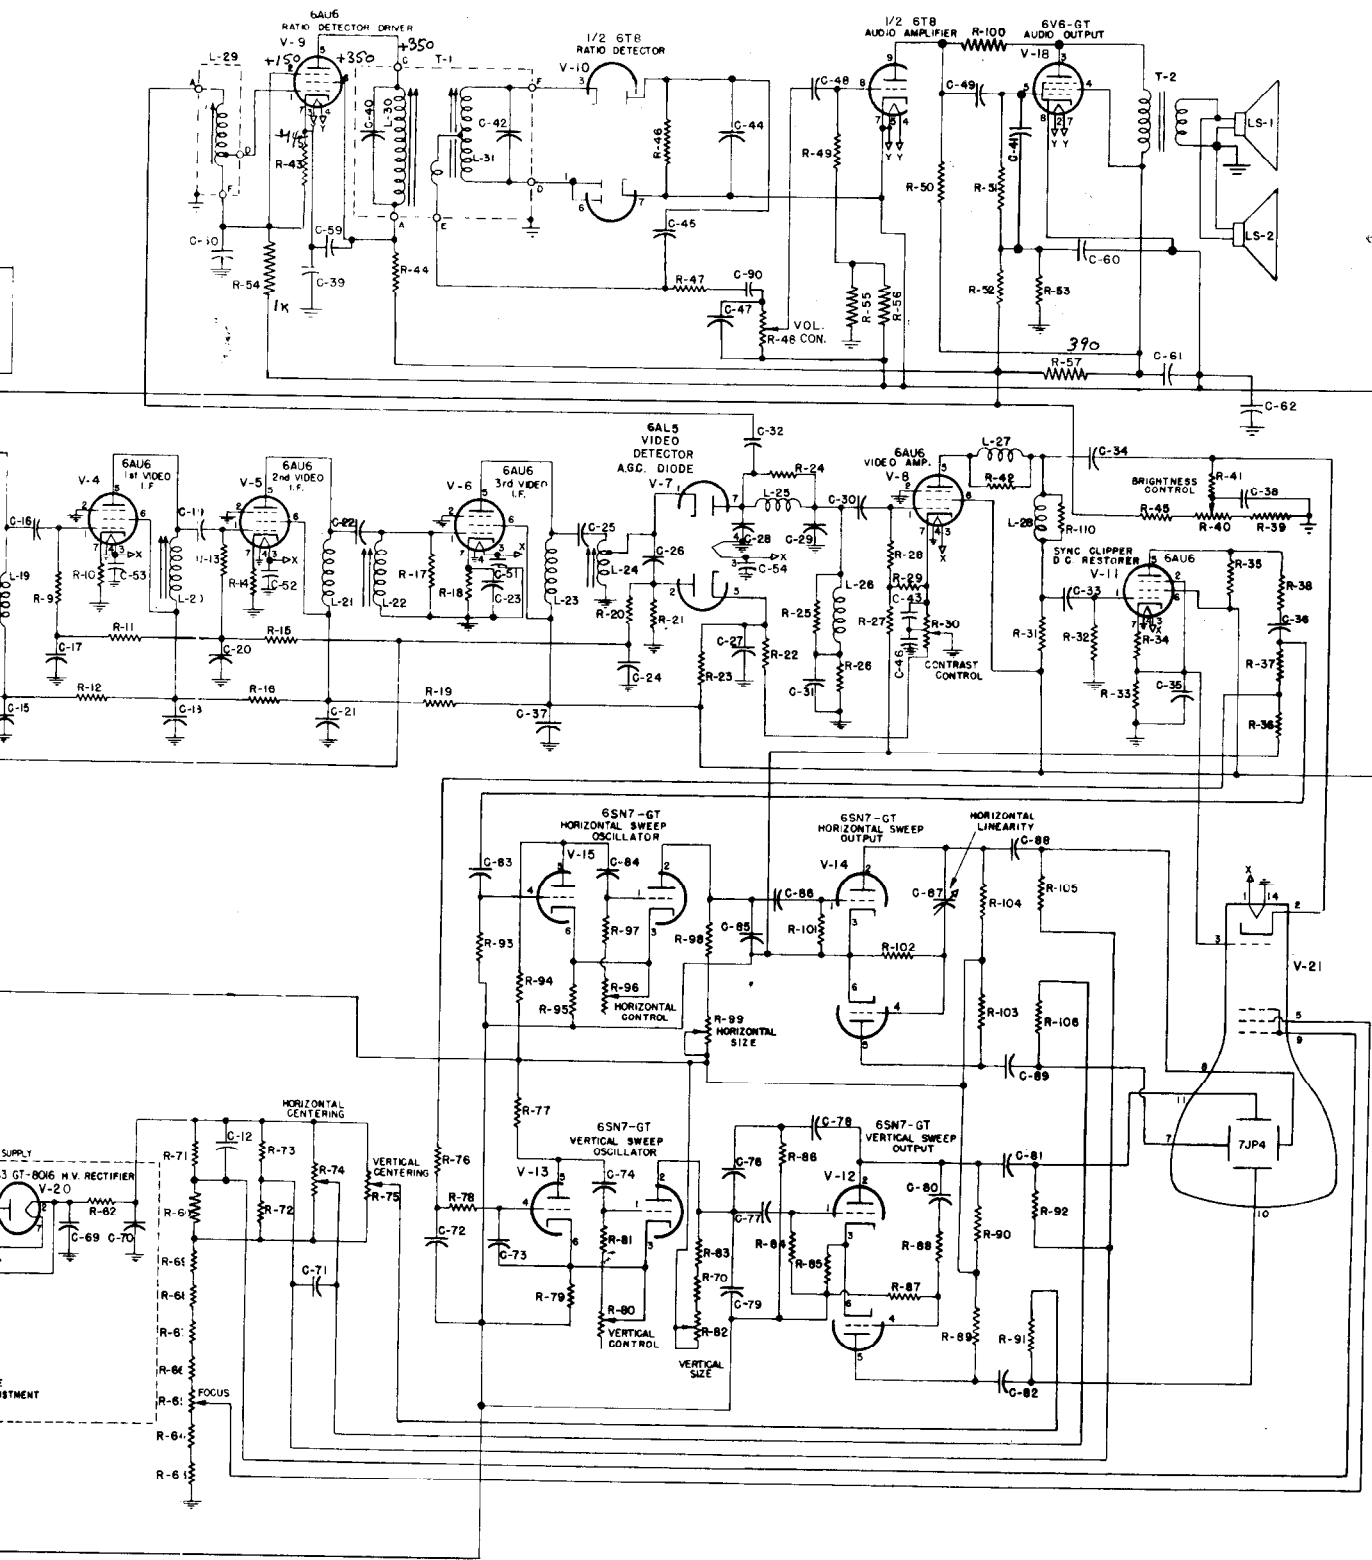 6AU6
RATIO DETECTOR DRIVER
V-9
+350
+150
+350
L-29
T-1
1/2 6T8
RATIO DETECTOR
V-10
1/2 6T8
AUDIO AMPLIFIER
R-100
6V6-GT
AUDIO OUTPUT
V-18
T-2
LS-1
LS-2
C-40
L-30
C-42
L-31
R-43
R-46
C-44
C-48
R-49
C-49
C-41
R-50
R-51
C-59
C-39
R-54
1K
R-44
C-45
R-47
C-90
C-47
R-48
VOL.
CON.
R-55
R-56
R-52
R-53
C-60
390
R-57
C-61
C-62
6AU6
1st VIDEO
I.F.
V-4
6AU6
2nd VIDEO
I.F.
V-5
6AU6
3rd VIDEO
I.F.
V-6
6AL5
VIDEO
DETECTOR
A.G.C. DIODE
V-7
C-32
R-24
L-25
6AU6
VIDEO AMP.
V-8
L-27
R-42
C-34
R-41
BRIGHTNESS
CONTROL
C-38
R-45
R-40
R-39
C-16
L-19
R-9
R-10
C-53
R-14
C-52
C-22
L-21
L-22
R-17
R-18
C-51
C-23
L-23
C-25
L-24
C-26
R-20
R-21
C-28
C-54
C-29
C-30
L-26
R-25
R-26
C-31
R-28
R-29
C-43
R-27
C-46
R-30
CONTRAST
CONTROL
L-28
R-110
SYNC CLIPPER
D.C. RESTORER
6AU6
V-11
C-33
R-31
R-32
R-34
R-33
C-35
R-35
R-38
C-36
R-37
R-36
R-11
R-15
C-17
C-20
C-24
C-27
R-22
R-23
R-12
R-16
R-19
C-15
C-21
C-37
6SN7-GT
HORIZONTAL SWEEP
OSCILLATOR
V-15
C-83
C-84
6SN7-GT
HORIZONTAL SWEEP
OUTPUT
V-14
HORIZONTAL
LINEARITY
C-88
C-86
C-87
R-104
R-105
R-93
R-97
R-98
C-85
R-101
R-102
R-94
R-95
R-96
HORIZONTAL
CONTROL
R-99
HORIZONTAL
SIZE
R-103
R-106
C-89
V-21
7JP4
R-77
HORIZONTAL
CENTERING
R-71
C-12
R-73
R-74
VERTICAL
CENTERING
R-75
R-72
R-76
R-78
C-72
C-73
6SN7-GT
VERTICAL SWEEP
OSCILLATOR
V-13
C-74
R-81
R-79
R-80
VERTICAL
CONTROL
R-83
R-70
R-82
VERTICAL
SIZE
C-76
C-77
C-79
C-78
R-86
6SN7-GT
VERTICAL SWEEP
OUTPUT
V-12
R-84
R-85
R-87
R-88
C-80
R-90
C-81
R-92
R-89
R-91
C-82
SUPPLY
GT-8016 H.V. RECTIFIER
V-20
R-62
C-69
C-70
C-71
FOCUS